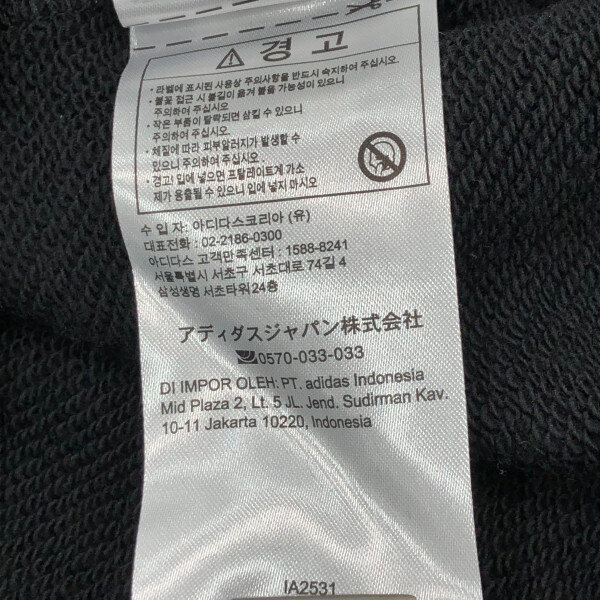 ⚠ 경 고
• 라벨에 표시된 사용상 주의사항을 반드시 숙지하여 주십시오
• 불꽃 접근 시 불길이 옮겨 붙을 가능성이 있으니
주의하여 주십시오
• 작은 부품이 탈락되면 삼킬 수 있으니
주의하여 주십시오
• 체질에 따라 피부알러지가 발생할 수
있으니 주의하여 주십시오
• 경고! 입에 넣으면 프탈레이트계 가소
제가 용출될 수 있으니 입에 넣지 마시오
수 입 자: 아디다스코리아 (유)
대표전화 : 02-2186-0300
아디다스 고객만족센터 : 1588-8241
서울특별시 서초구 서초대로 74길 4
삼성생명 서초타워 24층
アディダスジャパン株式会社
0570-033-033
DI IMPOR OLEH: PT. adidas Indonesia
Mid Plaza 2, Lt. 5 JL. Jend. Sudirman Kav.
10-11 Jakarta 10220, Indonesia
IA2531